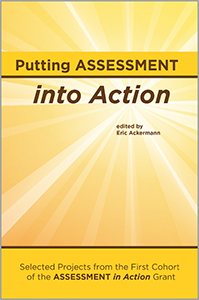 Putting ASSESSMENT
into Action
edited by
Eric Ackermann
Selected Projects from the First Cohort
of the ASSESSMENT in Action Grant